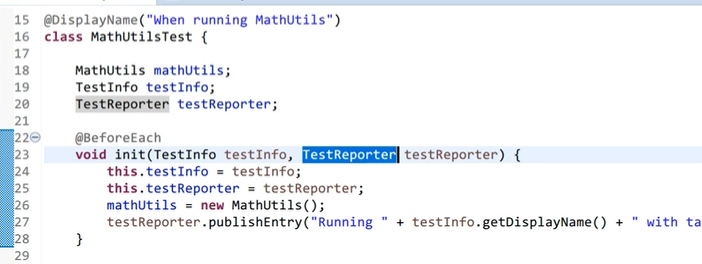 15 @DisplayName("When running MathUtils")
16 class MathUtilsTest {
17
18     MathUtils mathUtils;
19     TestInfo testInfo;
20     TestReporter testReporter;
21
22     @BeforeEach
23     void init(TestInfo testInfo, TestReporter testReporter) {
24         this.testInfo = testInfo;
25         this.testReporter = testReporter;
26         mathUtils = new MathUtils();
27         testReporter.publishEntry("Running " + testInfo.getDisplayName() + " with ta
28     }
29